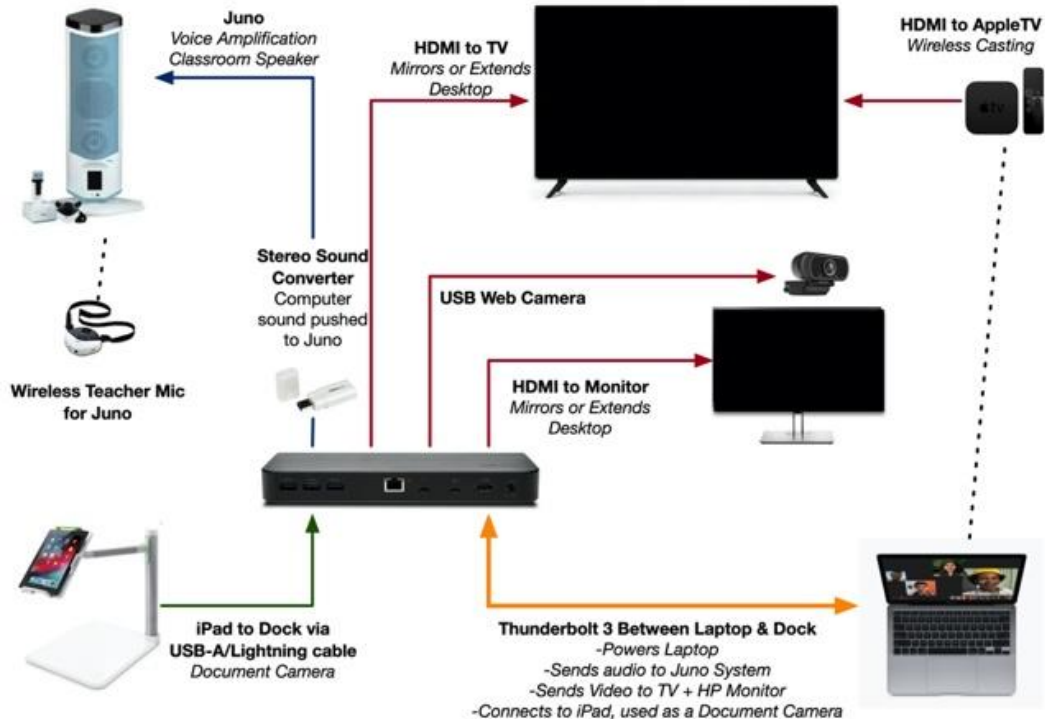 Juno
Voice Amplification
Classroom Speaker
HDMI to TV
Mirrors or Extends
Desktop
HDMI to AppleTV
Wireless Casting
tv
Stereo Sound
Converter
Computer
sound pushed
to Juno
USB Web Camera
Wireless Teacher Mic
for Juno
HDMI to Monitor
Mirrors or Extends
Desktop
iPad to Dock via
USB-A/Lightning cable
Document Camera
Thunderbolt 3 Between Laptop & Dock
-Powers Laptop
-Sends audio to Juno System
-Sends Video to TV + HP Monitor
-Connects to iPad, used as a Document Camera